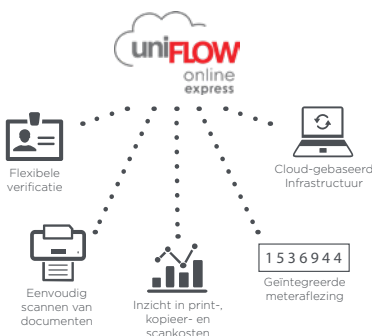 uniFLOW
online
express
Flexibele
verificatie
Cloud-gebaseerd
Infrastructuur
Eenvoudig
scannen van
documenten
Inzicht in print-,
kopieer- en
scankosten
1536944
Geïntegreerde
meteraflezing